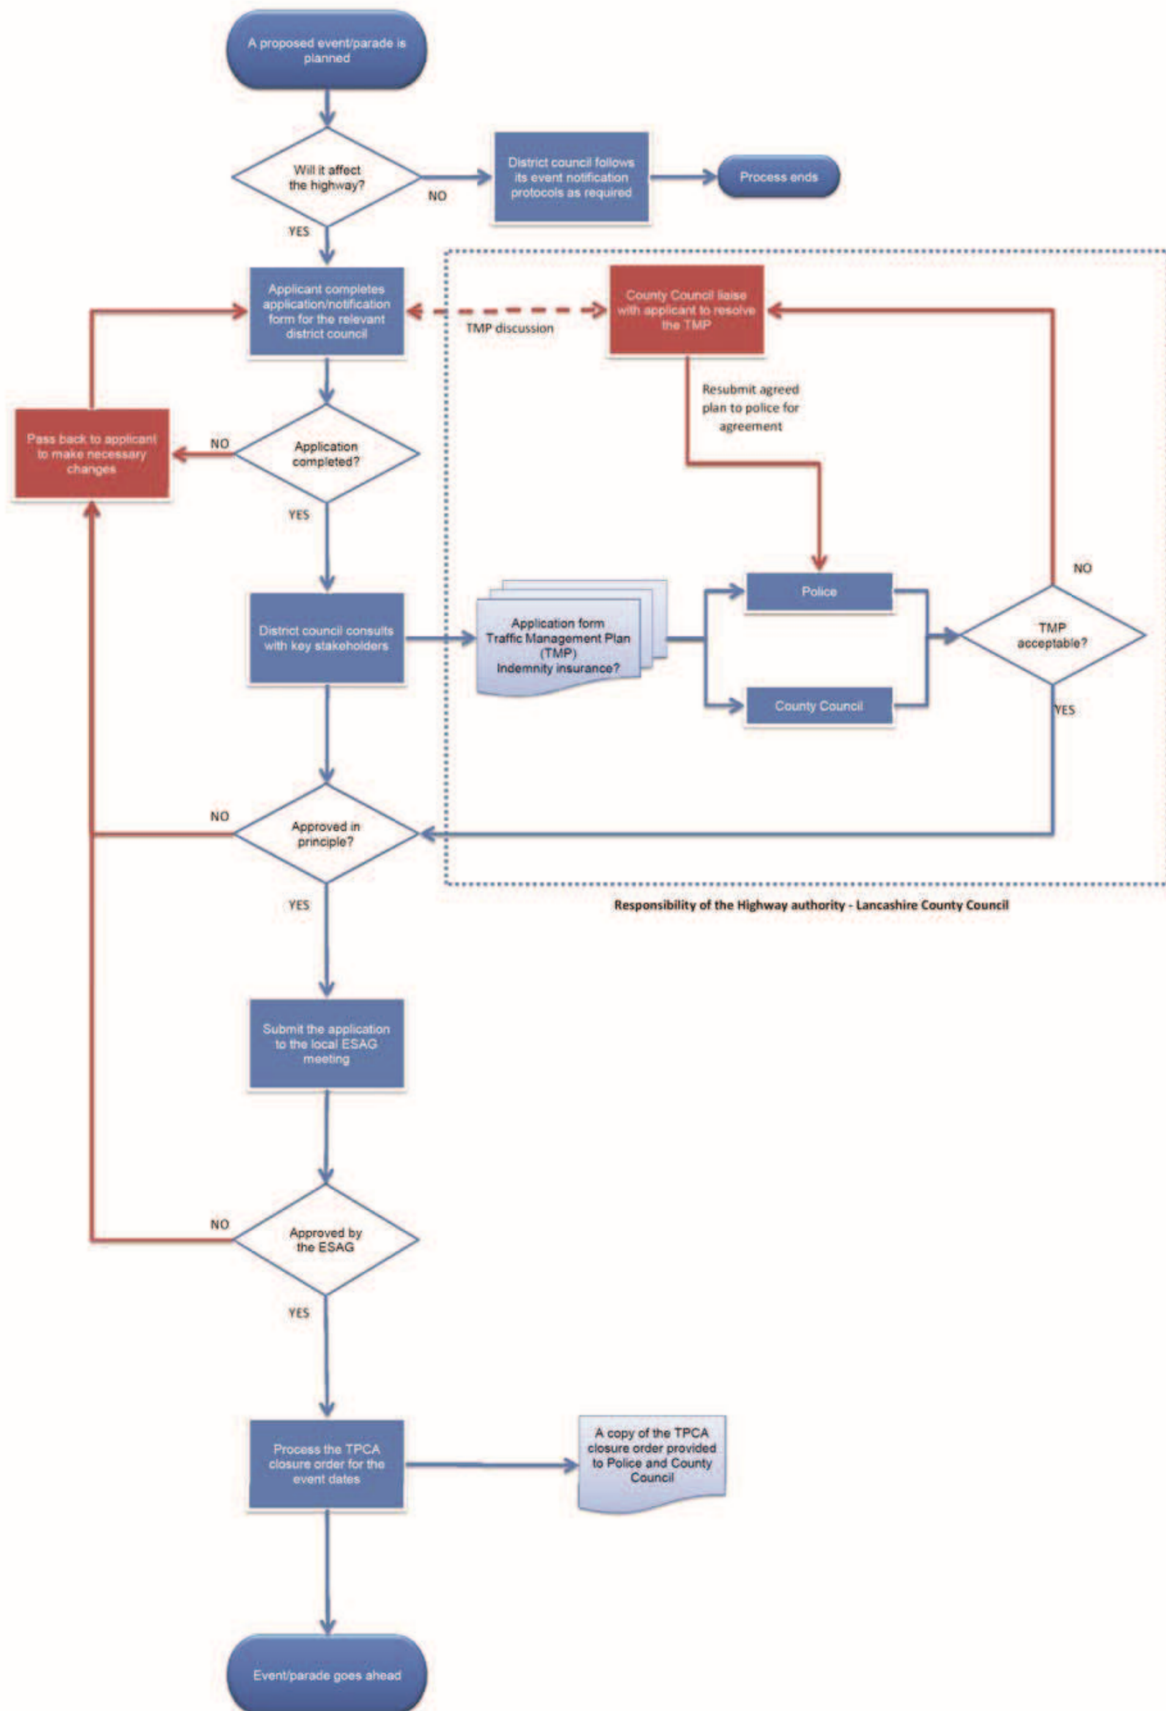 A proposed event/parade is
planned
Will it affect
the highway?
NO
District council follows
its event notification
protocols as required
Process ends
YES
Applicant completes
application/notification
form for the relevant
district council
TMP discussion
County Council liaise
with applicant to resolve
the TMP
Resubmit agreed
plan to police for
agreement
Pass back to applicant
to make necessary
changes
NO
Application
completed?
YES
District council consults
with key stakeholders
Application form
Traffic Management Plan
(TMP)
Indemnity insurance?
Police
County Council
NO
TMP
acceptable?
YES
NO
Approved in
principle?
YES
Responsibility of the Highway authority - Lancashire County Council
Submit the application
to the local ESAG
meeting
NO
Approved by
the ESAG
YES
Process the TPCA
closure order for the
event dates
A copy of the TPCA
closure order provided
to Police and County
Council
Event/parade goes ahead